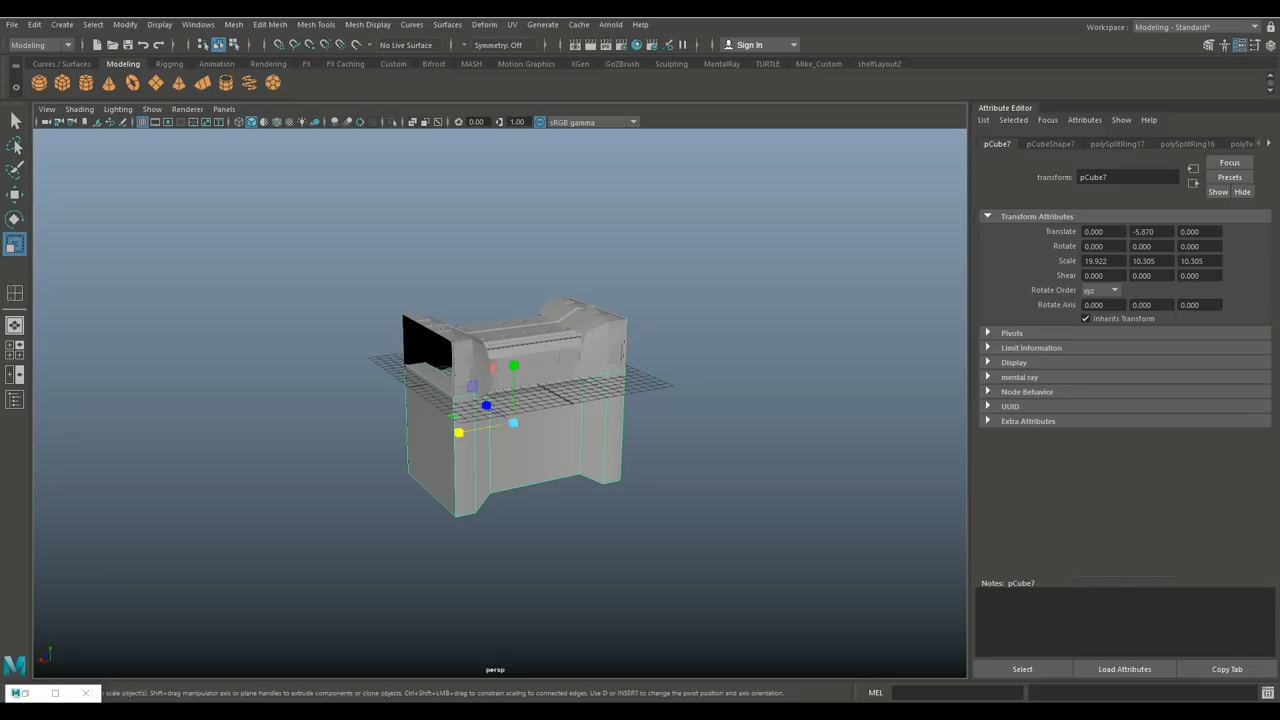 File Edit Create Select Modify Display Windows Mesh Edit Mesh Mesh Tools Mesh Display Curves Surfaces Deform UV Generate Cache Arnold Help
Workspace : Modeling - Standard*
Modeling No Live Surface Symmetry: Off Sign In
Curves / Surfaces Modeling Rigging Animation Rendering FX FX Caching Custom Bifrost MASH Motion Graphics XGen GoZBrush Sculpting MentalRay TURTLE Mike_Custom shelfLayout2
View Shading Lighting Show Renderer Panels
0.00 1.00 sRGB gamma
persp
Attribute Editor
List Selected Focus Attributes Show Help
pCube7 pCubeShape7 polySplitRing17 polySplitRing16 polyTw
Focus
transform: pCube7 Presets
Show Hide
Transform Attributes
Translate 0.000 -5.870 0.000
Rotate 0.000 0.000 0.000
Scale 19.922 10.305 10.305
Shear 0.000 0.000 0.000
Rotate Order xyz
Rotate Axis 0.000 0.000 0.000
Inherits Transform
Pivots
Limit Information
Display
mental ray
Node Behavior
UUID
Extra Attributes
Notes: pCube7
Select Load Attributes Copy Tab
scale object(s). Shift+drag manipulator axis or plane handles to extrude components or clone objects. Ctrl+Shift+LMB+drag to constrain scaling to connected edges. Use D or INSERT to change the pivot position and axis orientation. MEL